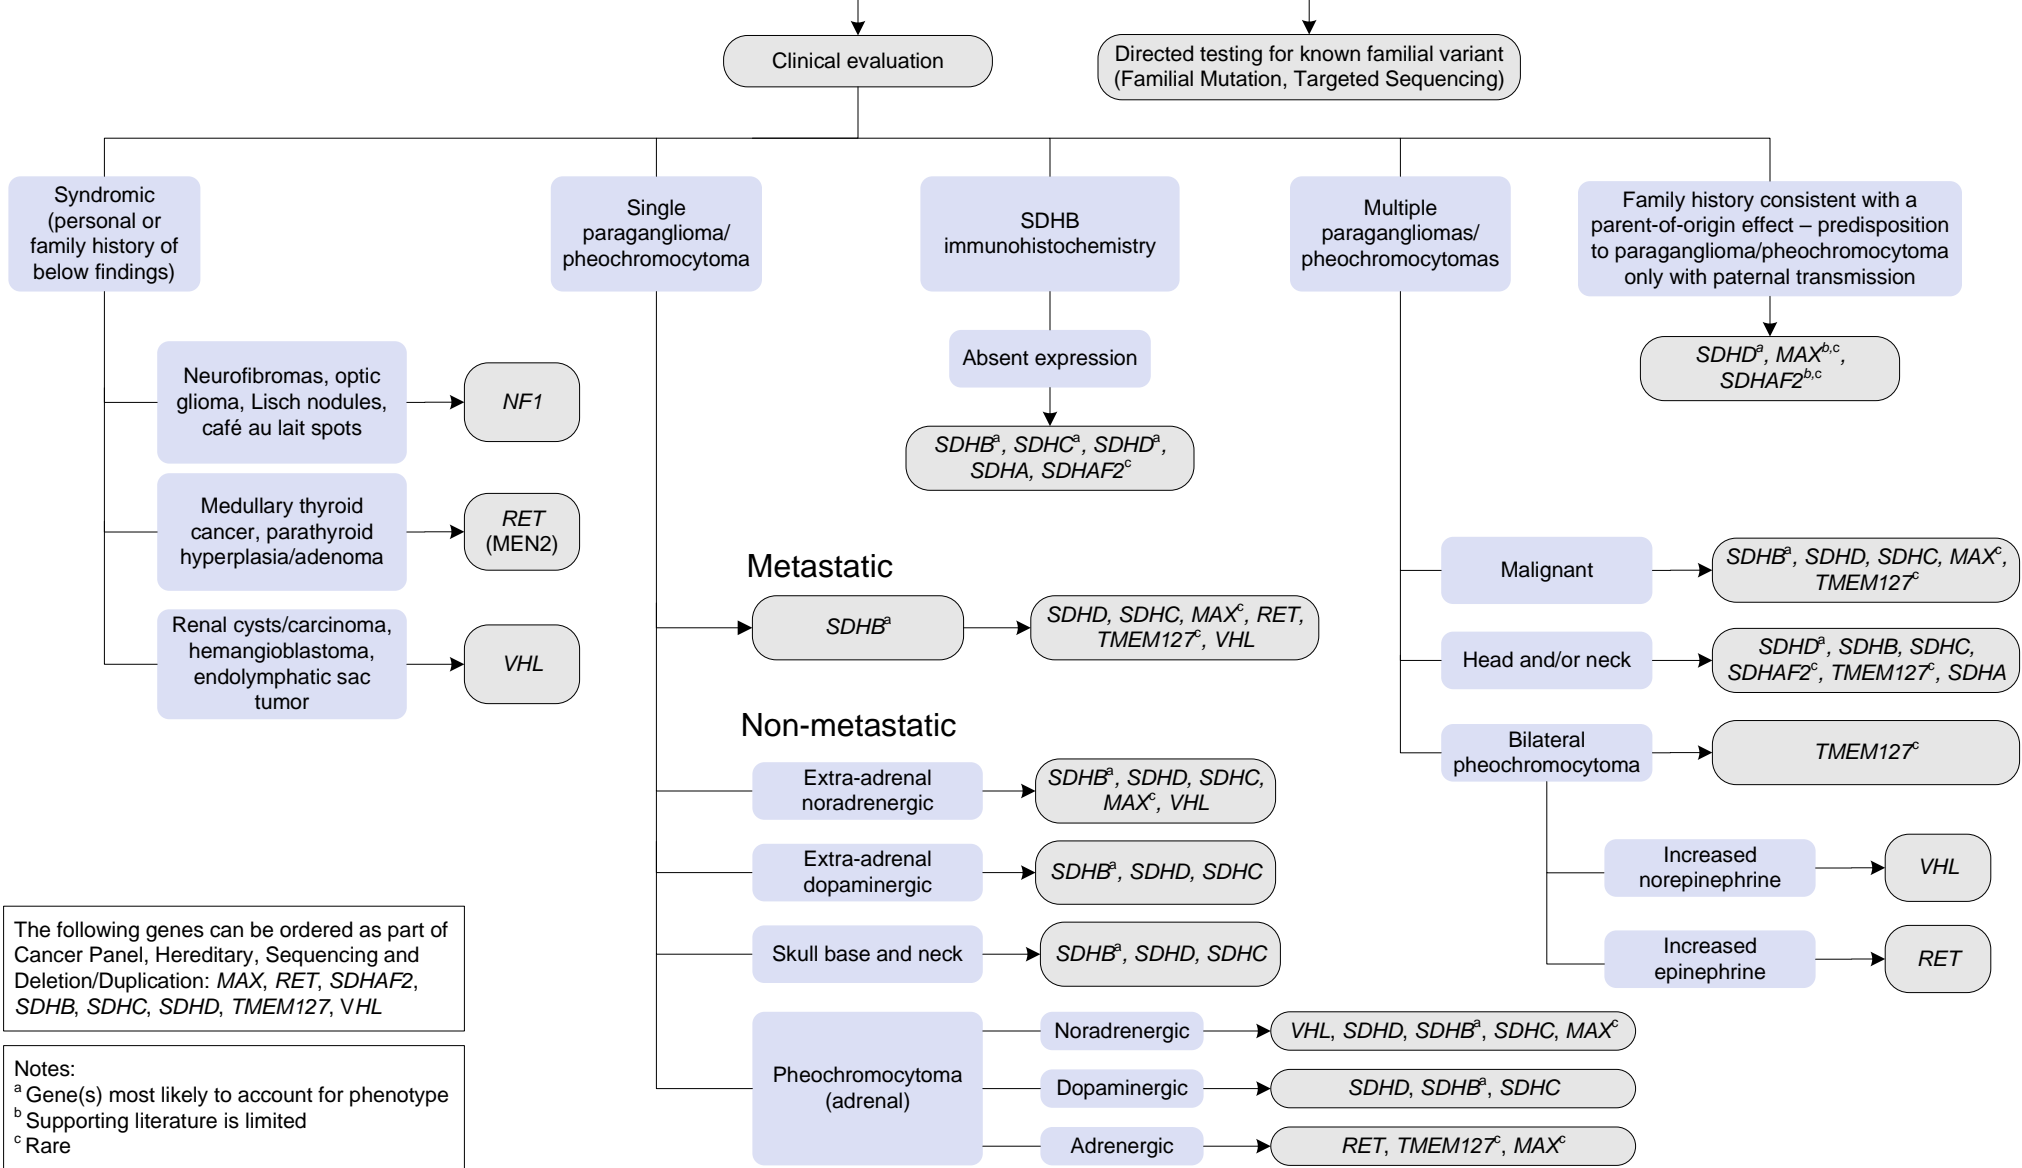 Clinical evaluation
Directed testing for known familial variant
(Familial Mutation, Targeted Sequencing)
Syndromic
(personal or
family history of
below findings)
Single
paraganglioma/
pheochromocytoma
SDHB
immunohistochemistry
Multiple
paragangliomas/
pheochromocytomas
Family history consistent with a
parent-of-origin effect – predisposition
to paraganglioma/pheochromocytoma
only with paternal transmission
Neurofibromas, optic
glioma, Lisch nodules,
café au lait spots
NF1
Medullary thyroid
cancer, parathyroid
hyperplasia/adenoma
RET
(MEN2)
Renal cysts/carcinoma,
hemangioblastoma,
endolymphatic sac
tumor
VHL
Absent expression
SDHBᵃ, SDHCᵃ, SDHDᵃ,
SDHA, SDHAF2ᶜ
SDHDᵃ, MAXᵇ,ᶜ,
SDHAF2ᵇ,ᶜ
Metastatic
SDHBᵃ
SDHD, SDHC, MAXᶜ, RET,
TMEM127ᶜ, VHL
Non-metastatic
Extra-adrenal
noradrenergic
SDHBᵃ, SDHD, SDHC,
MAXᶜ, VHL
Extra-adrenal
dopaminergic
SDHBᵃ, SDHD, SDHC
Skull base and neck
SDHBᵃ, SDHD, SDHC
Pheochromocytoma
(adrenal)
Noradrenergic
VHL, SDHD, SDHBᵃ, SDHC, MAXᶜ
Dopaminergic
SDHD, SDHBᵃ, SDHC
Adrenergic
RET, TMEM127ᶜ, MAXᶜ
Malignant
SDHBᵃ, SDHD, SDHC, MAXᶜ,
TMEM127ᶜ
Head and/or neck
SDHDᵃ, SDHB, SDHC,
SDHAF2ᶜ, TMEM127ᶜ, SDHA
Bilateral
pheochromocytoma
TMEM127ᶜ
Increased
norepinephrine
VHL
Increased
epinephrine
RET
The following genes can be ordered as part of
Cancer Panel, Hereditary, Sequencing and
Deletion/Duplication: MAX, RET, SDHAF2,
SDHB, SDHC, SDHD, TMEM127, VHL
Notes:
ᵃ Gene(s) most likely to account for phenotype
ᵇ Supporting literature is limited
ᶜ Rare